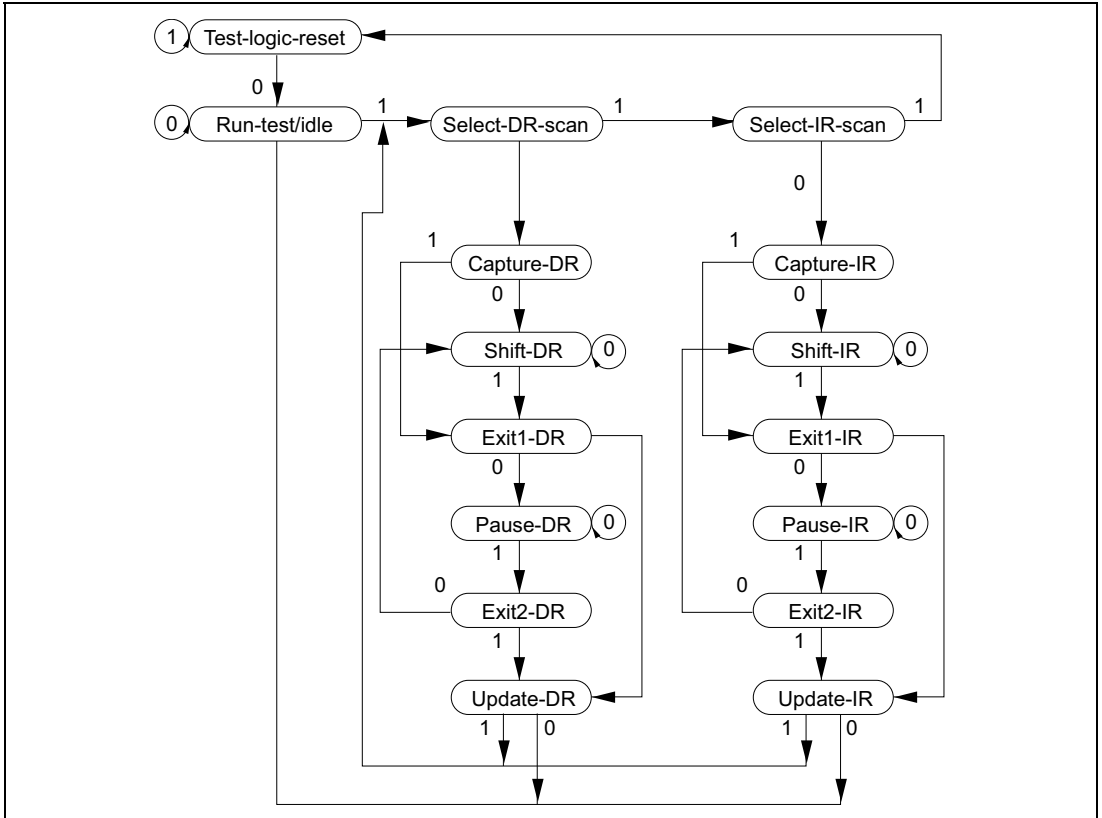 1 Test-logic-reset
0
0 Run-test/idle 1 Select-DR-scan 1 Select-IR-scan 1
0
1 1
Capture-DR Capture-IR
0 0
Shift-DR 0 Shift-IR 0
1 1
Exit1-DR Exit1-IR
0 0
Pause-DR 0 Pause-IR 0
1 1
0 0
Exit2-DR Exit2-IR
1 1
Update-DR Update-IR
1 0 1 0